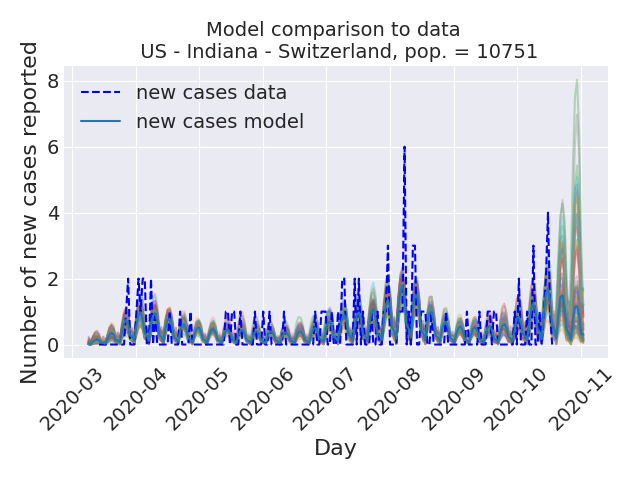 Model comparison to data
US - Indiana - Switzerland, pop. = 10751
Number of new cases reported
8
6
4
2
0
new cases data
new cases model
2020-03
2020-04
2020-05
2020-06
2020-07
2020-08
2020-09
2020-10
2020-11
Day